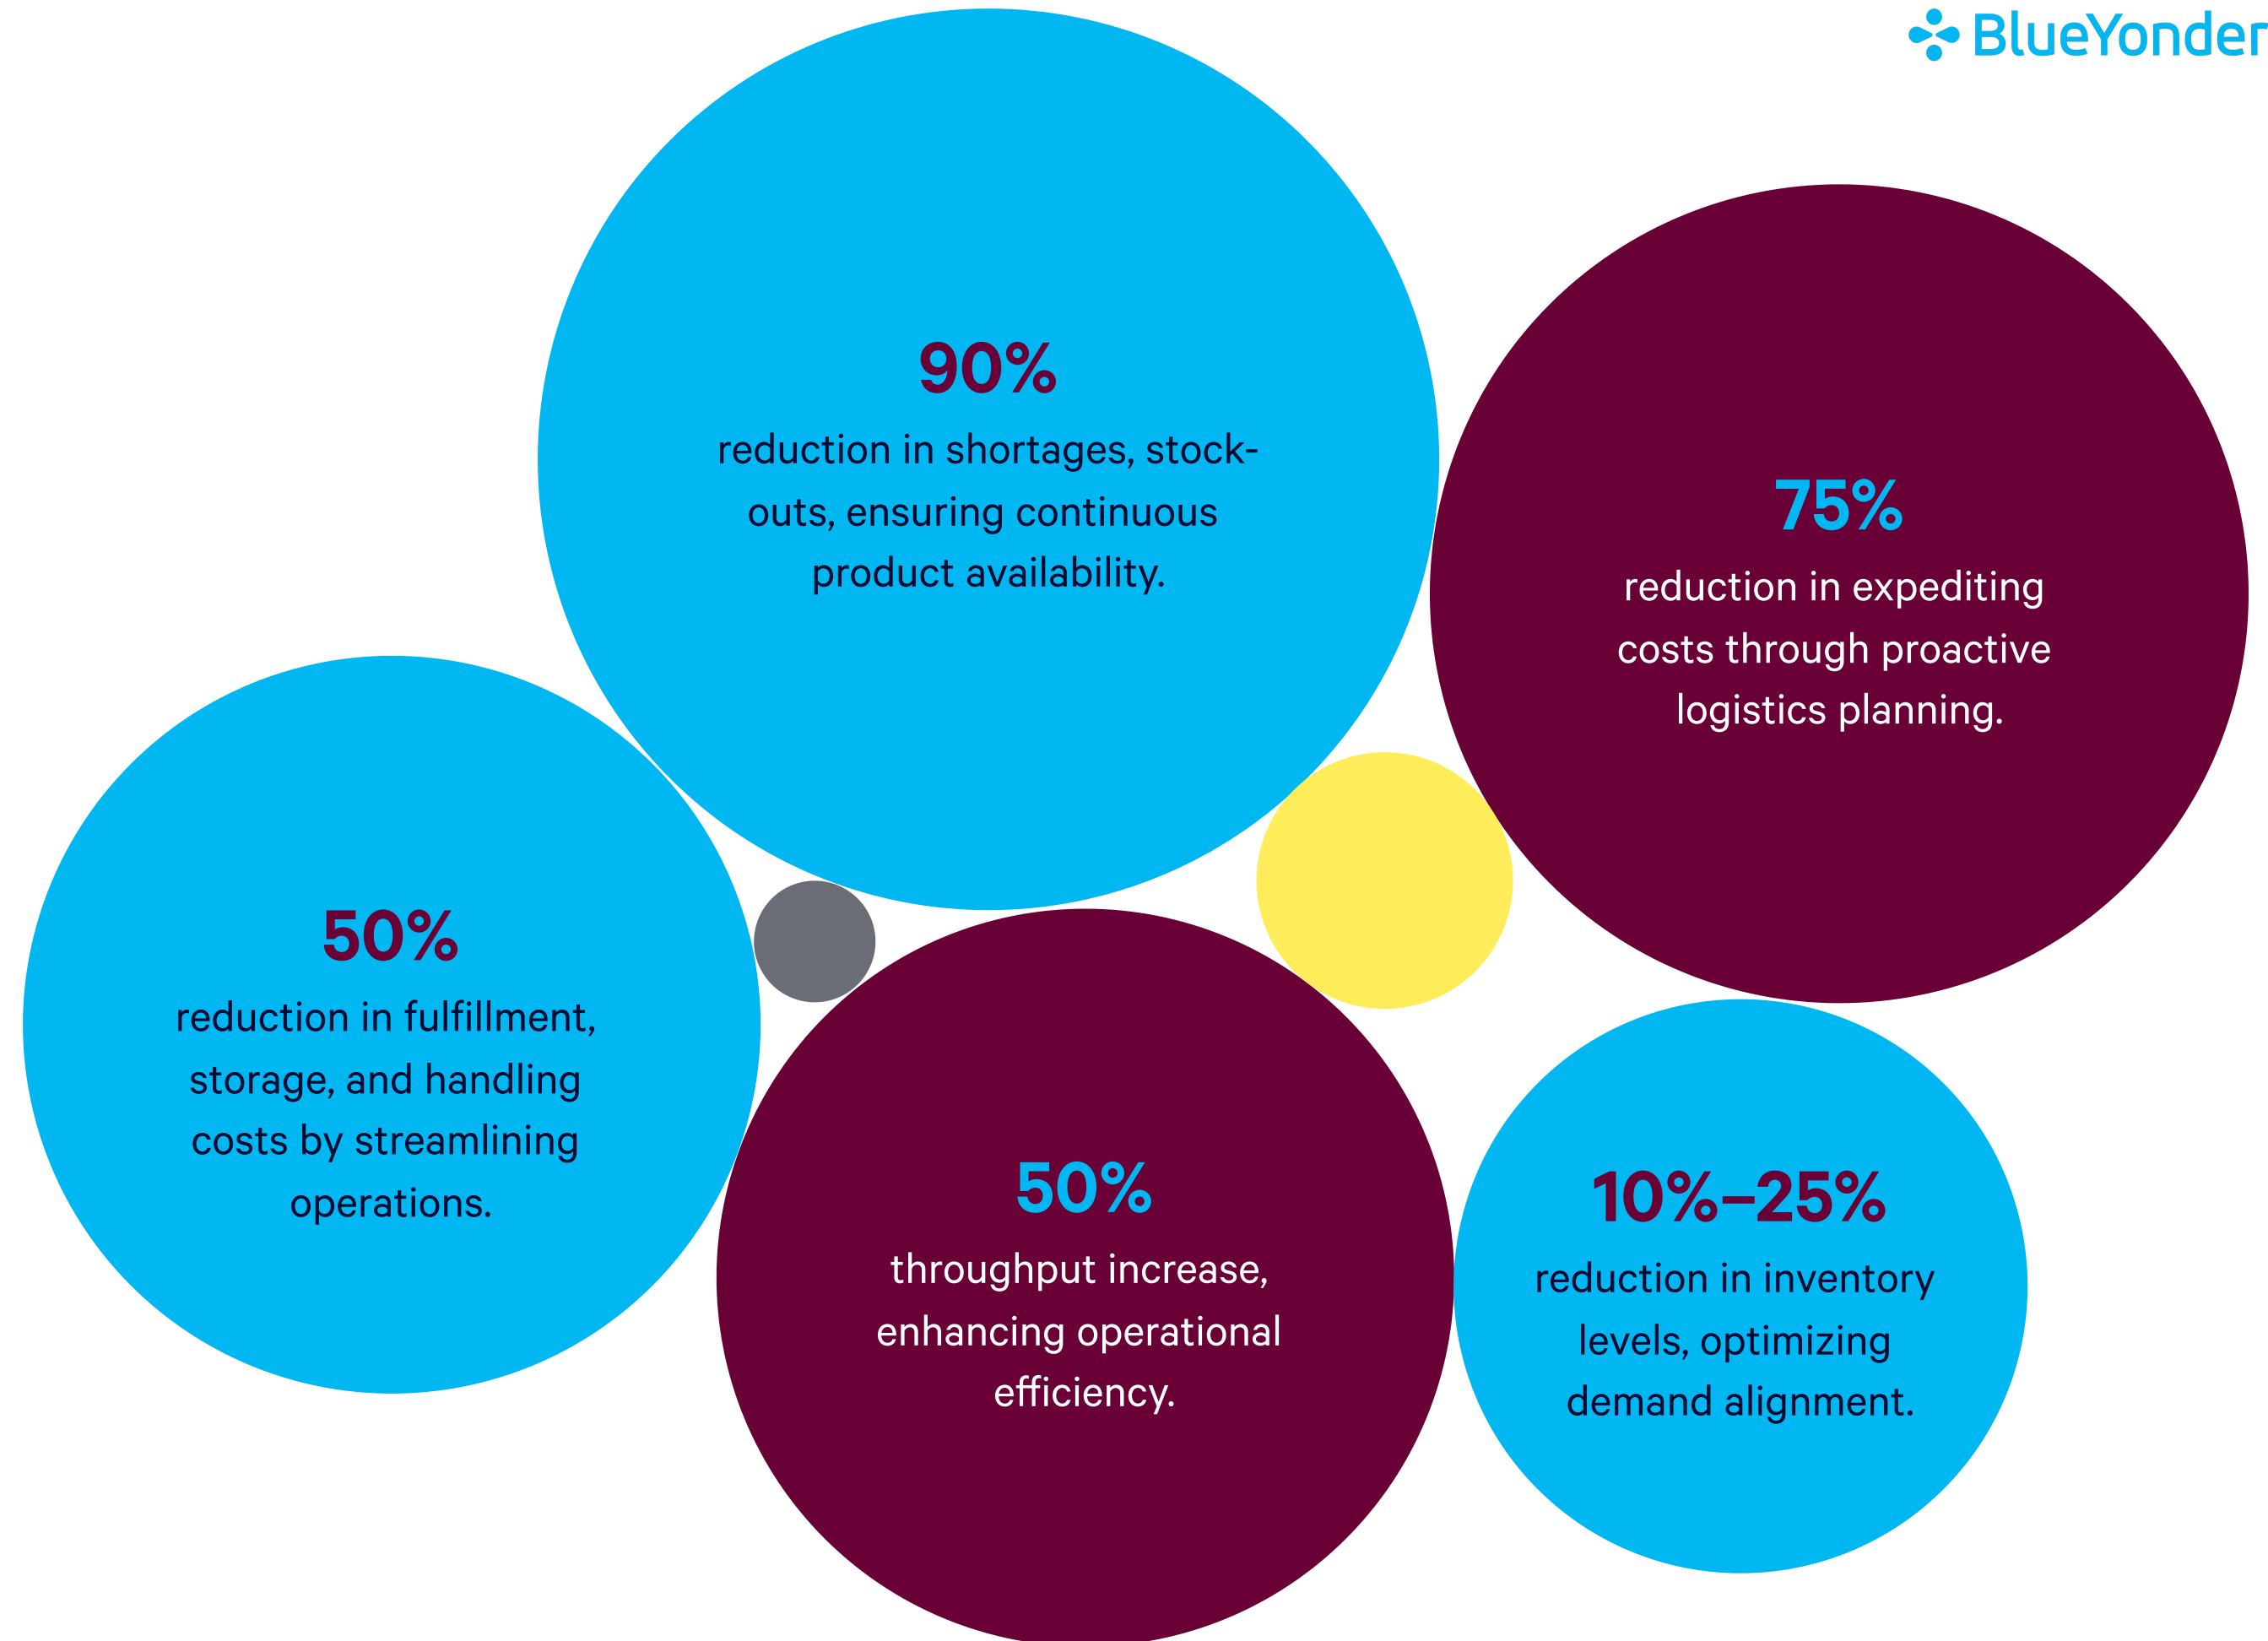 BlueYonder
90%
reduction in shortages, stock-
outs, ensuring continuous
product availability.
75%
reduction in expediting
costs through proactive
logistics planning.
50%
reduction in fulfillment,
storage, and handling
costs by streamlining
operations.
50%
throughput increase,
enhancing operational
efficiency.
10%–25%
reduction in inventory
levels, optimizing
demand alignment.